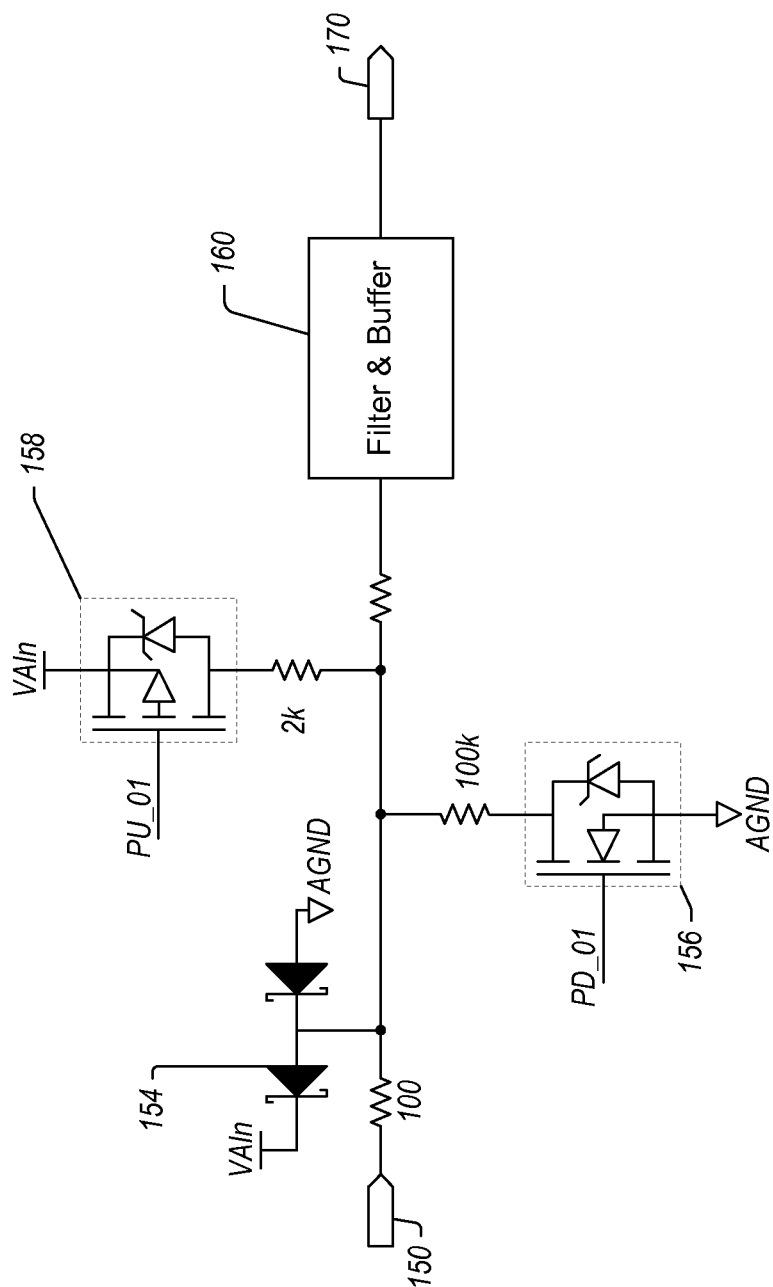 170
160
Filter & Buffer
158
VAIn
PU_01
2k
100k
AGND
PD_01
156
AGND
154
VAIn
100
150